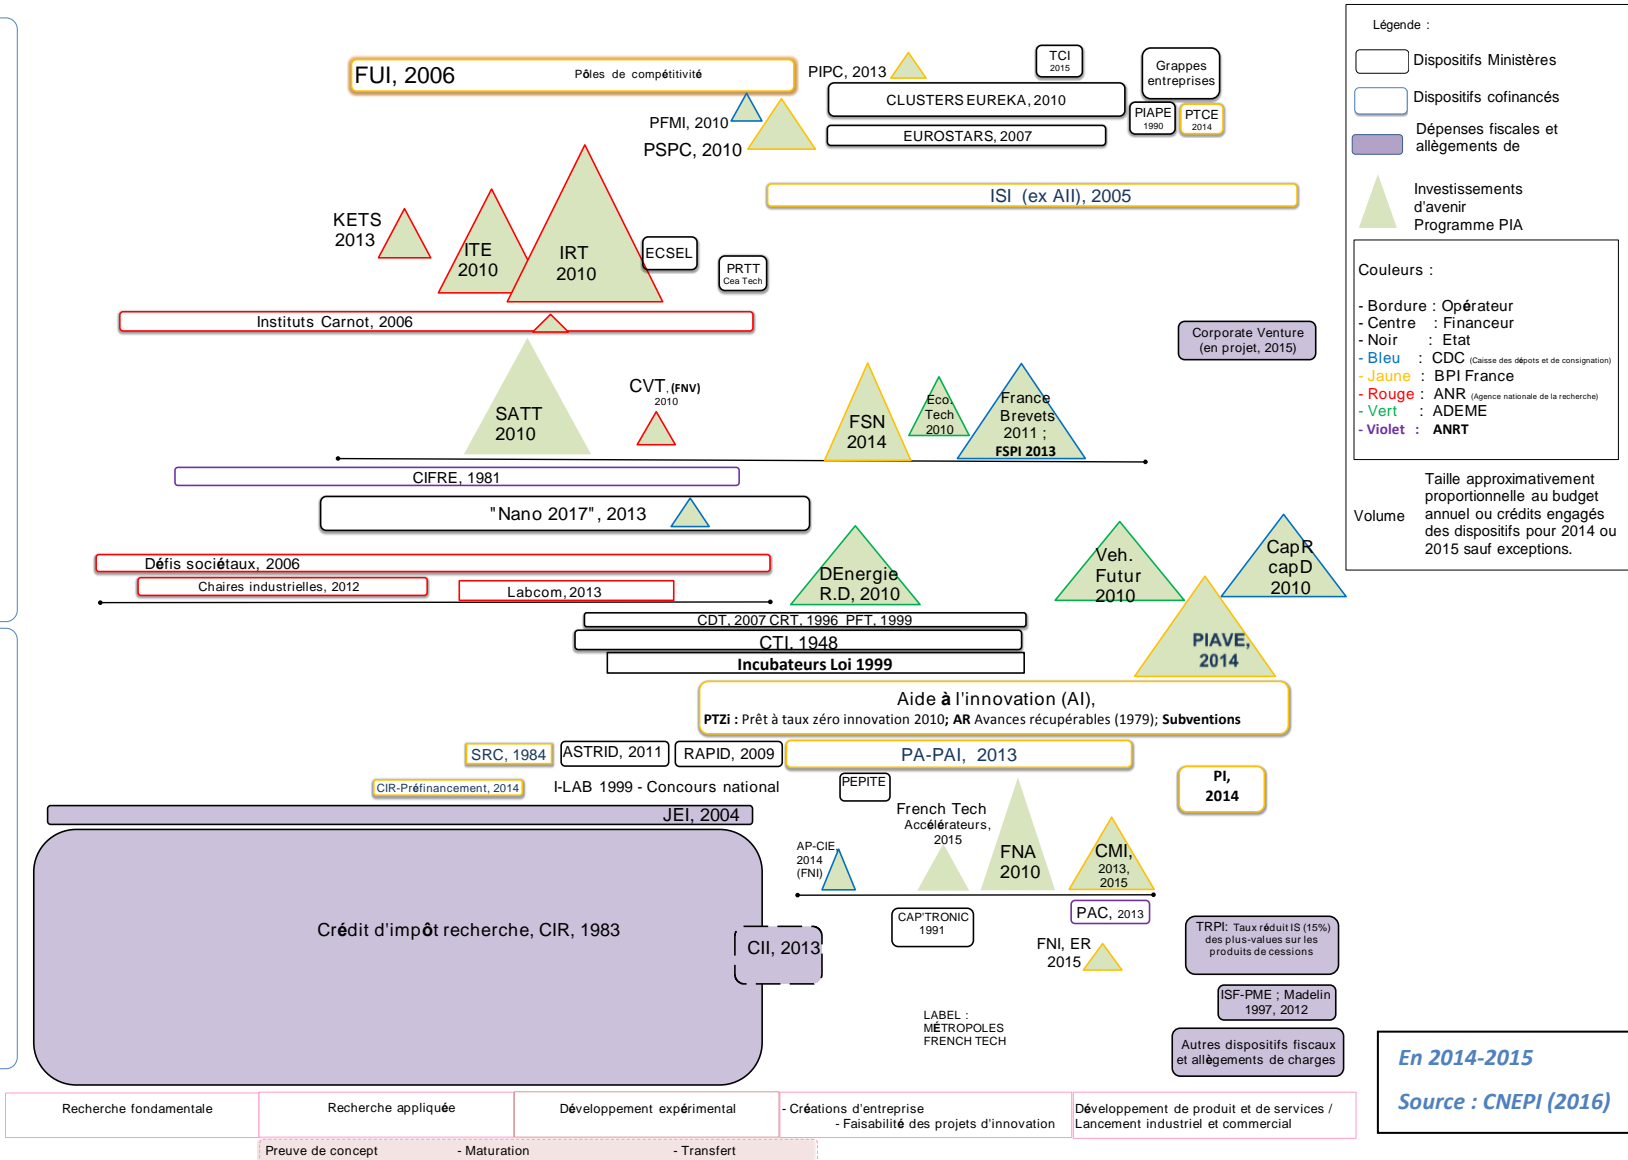 FUI, 2006
Pôles de compétitivité
PIPC, 2013
TCI
2015
Grappes
entreprises
CLUSTERS EUREKA, 2010
PFMI, 2010
PIAPE
1990
PTCE
2014
PSPC, 2010
EUROSTARS, 2007
ISI (ex AII), 2005
KETS
2013
ITE
2010
IRT
2010
ECSEL
PRTT
Cea Tech
Instituts Carnot, 2006
Corporate Venture
(en projet, 2015)
SATT
2010
CVT, (FNV)
2010
FSN
2014
Eco.
Tech
2010
France
Brevets
2011 ;
FSPI 2013
CIFRE, 1981
"Nano 2017", 2013
Défis sociétaux, 2006
Chaires industrielles, 2012
Labcom, 2013
DEnergie
R.D, 2010
Veh.
Futur
2010
CapR
capD
2010
CDT, 2007 CRT, 1996 PFT, 1999
CTI. 1948
Incubateurs Loi 1999
PIAVE,
2014
Aide à l'innovation (AI),
PTZi : Prêt à taux zéro innovation 2010; AR Avances récupérables (1979); Subventions
SRC, 1984
ASTRID, 2011
RAPID, 2009
PA-PAI, 2013
CIR-Préfinancement, 2014
I-LAB 1999 - Concours national
PEPITE
PI,
2014
JEI, 2004
French Tech
Accélérateurs,
2015
AP-CIE,
2014
(FNI)
FNA
2010
CMI,
2013,
2015
Crédit d'impôt recherche, CIR, 1983
CII, 2013
CAP'TRONIC
1991
PAC, 2013
FNI, ER
2015
TRPI: Taux réduit IS (15%)
des plus-values sur les
produits de cessions
ISF-PME ; Madelin
1997, 2012
LABEL :
MÉTROPOLES
FRENCH TECH
Autres dispositifs fiscaux
et allègements de charges
Légende :
Dispositifs Ministères
Dispositifs cofinancés
Dépenses fiscales et
allègements de
Investissements
d'avenir
Programme PIA
Couleurs :
- Bordure : Opérateur
- Centre : Financeur
- Noir : Etat
- Bleu : CDC (Caisse des dépots et de consignation)
- Jaune : BPI France
- Rouge : ANR (Agence nationale de la recherche)
- Vert : ADEME
- Violet : ANRT
Volume
Taille approximativement
proportionnelle au budget
annuel ou crédits engagés
des dispositifs pour 2014 ou
2015 sauf exceptions.
En 2014-2015
Source : CNEPI (2016)
Recherche fondamentale
Recherche appliquée
Développement expérimental
- Créations d'entreprise
- Faisabilité des projets d'innovation
Développement de produit et de services /
Lancement industriel et commercial
Preuve de concept - Maturation - Transfert